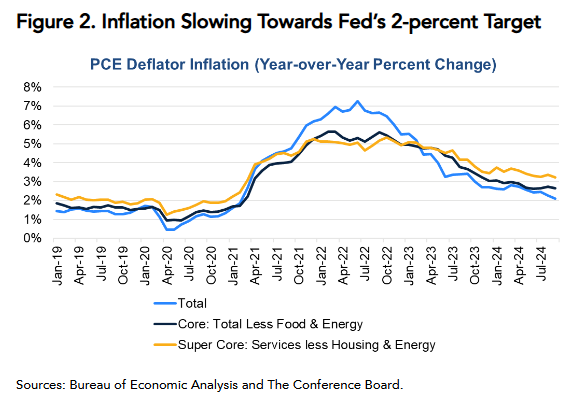 Figure 2. Inflation Slowing Towards Fed's 2-percent Target
PCE Deflator Inflation (Year-over-Year Percent Change)
8%
7%
6%
5%
4%
3%
2%
1%
0%
Jan-19
Apr-19
Jul-19
Oct-19
Jan-20
Apr-20
Jul-20
Oct-20
Jan-21
Apr-21
Jul-21
Oct-21
Jan-22
Apr-22
Jul-22
Oct-22
Jan-23
Apr-23
Jul-23
Oct-23
Jan-24
Apr-24
Jul-24
Total
Core: Total Less Food & Energy
Super Core: Services less Housing & Energy
Sources: Bureau of Economic Analysis and The Conference Board.